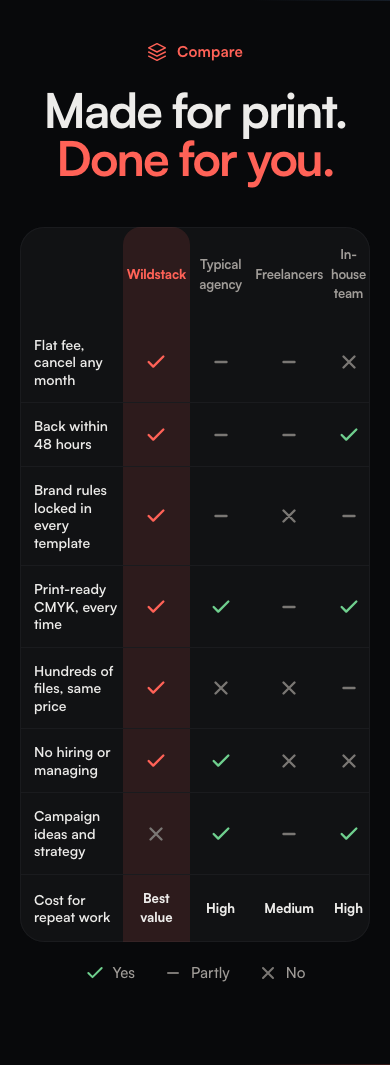 Compare
Made for print.
Done for you.
Wildstack
Typical
agency
Freelancers
In-
house
team
Flat fee,
cancel any
month
Back within
48 hours
Brand rules
locked in
every
template
Print-ready
CMYK, every
time
Hundreds of
files, same
price
No hiring or
managing
Campaign
ideas and
strategy
Cost for
repeat work
Best
value
High
Medium
High
Yes
Partly
No